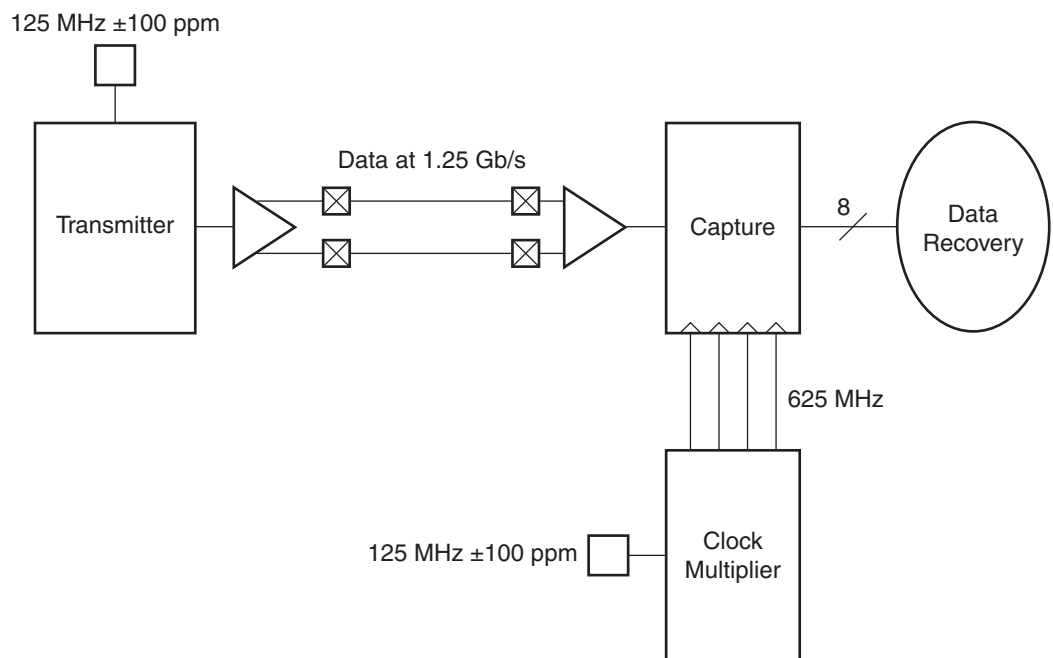 125 MHz ±100 ppm
Transmitter
Data at 1.25 Gb/s
Capture
8
Data
Recovery
625 MHz
125 MHz ±100 ppm
Clock
Multiplier